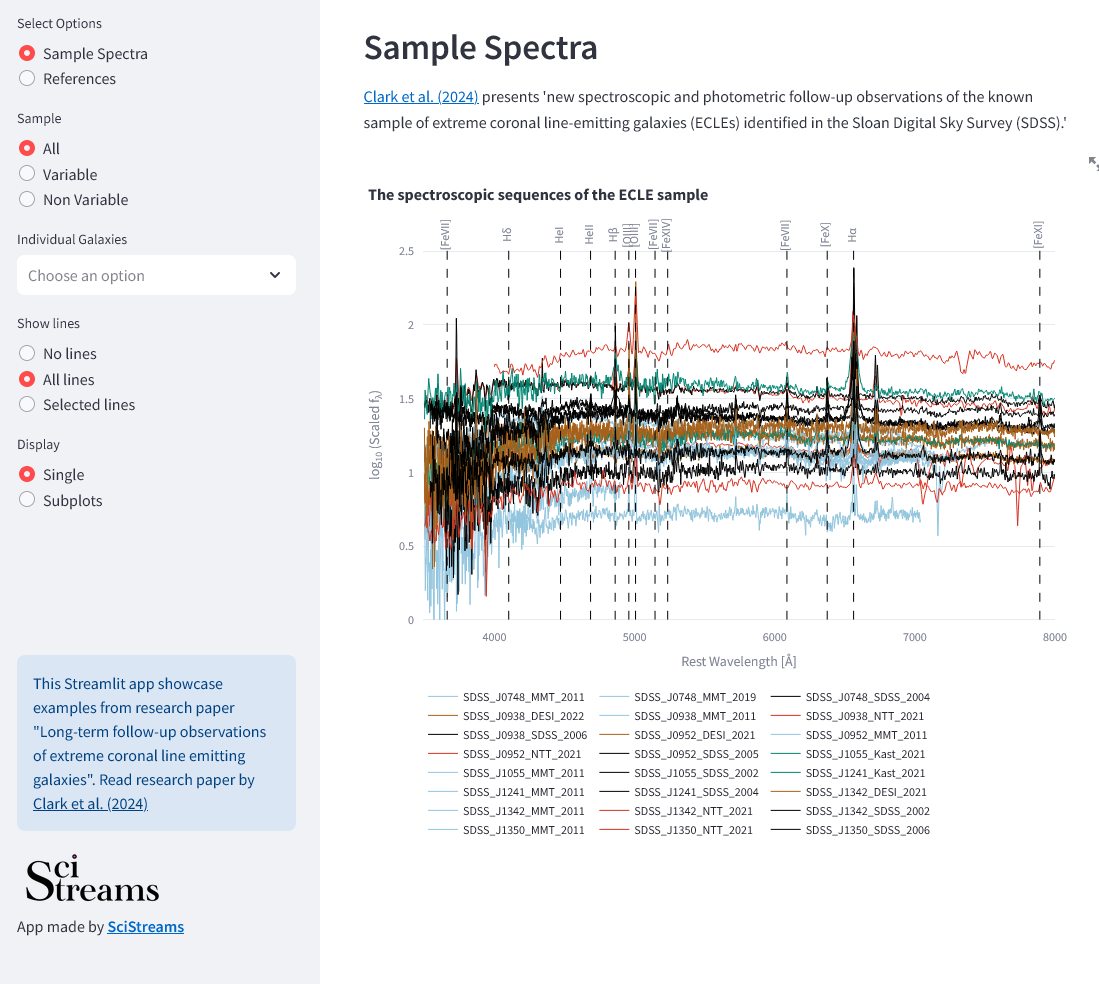 Select Options
Sample Spectra
References
Sample
All
Variable
Non Variable
Individual Galaxies
Choose an option
Show lines
No lines
All lines
Selected lines
Display
Single
Subplots
This Streamlit app showcase
examples from research paper
"Long-term follow-up observations
of extreme coronal line emitting
galaxies". Read research paper by
Clark et al. (2024)
Sci
Streams
App made by SciStreams
Sample Spectra
Clark et al. (2024) presents 'new spectroscopic and photometric follow-up observations of the known
sample of extreme coronal line-emitting galaxies (ECLEs) identified in the Sloan Digital Sky Survey (SDSS).'
The spectroscopic sequences of the ECLE sample
[FeVII] Hδ HeI HeII Hβ [OIII] [OIII] [FeVII] [FeXIV] [FeVII] [FeX] Hα [FeXI]
2.5
2
1.5
1
0.5
0
log₁₀ (Scaled fλ)
4000 5000 6000 7000 8000
Rest Wavelength [Å]
SDSS_J0748_MMT_2011 SDSS_J0748_MMT_2019 SDSS_J0748_SDSS_2004
SDSS_J0938_DESI_2022 SDSS_J0938_MMT_2011 SDSS_J0938_NTT_2021
SDSS_J0938_SDSS_2006 SDSS_J0952_DESI_2021 SDSS_J0952_MMT_2011
SDSS_J0952_NTT_2021 SDSS_J0952_SDSS_2005 SDSS_J1055_Kast_2021
SDSS_J1055_MMT_2011 SDSS_J1055_SDSS_2002 SDSS_J1241_Kast_2021
SDSS_J1241_MMT_2011 SDSS_J1241_SDSS_2004 SDSS_J1342_DESI_2021
SDSS_J1342_MMT_2011 SDSS_J1342_NTT_2021 SDSS_J1342_SDSS_2002
SDSS_J1350_MMT_2011 SDSS_J1350_NTT_2021 SDSS_J1350_SDSS_2006